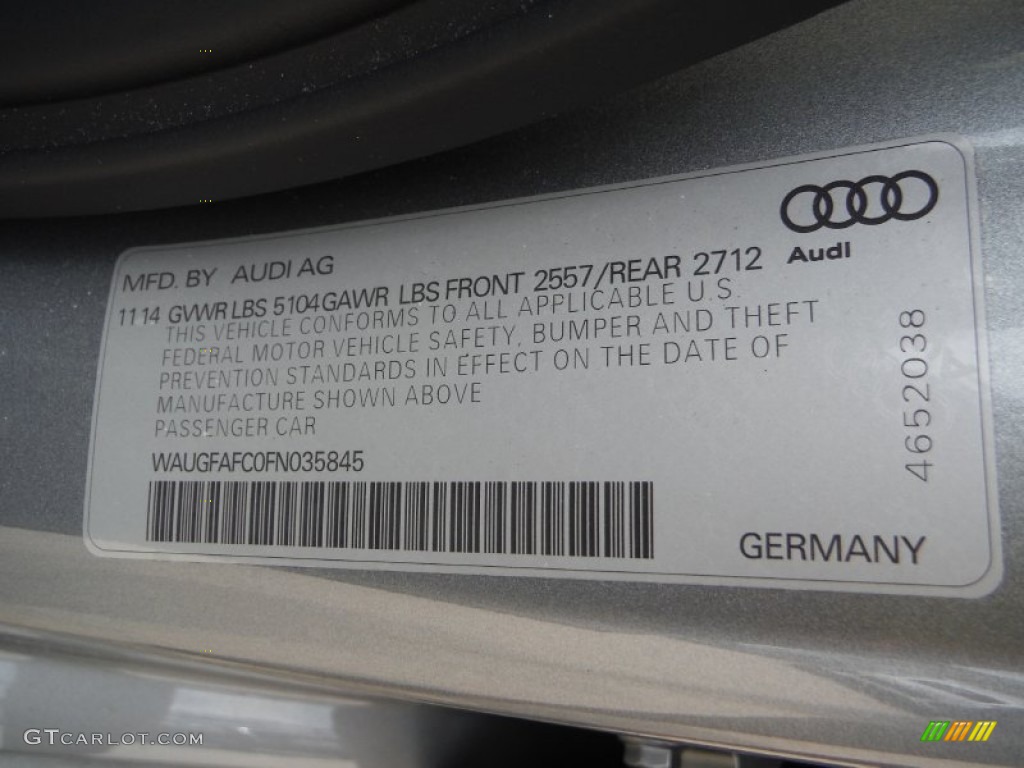 MFD. BY AUDI AG
Audi
11 14 GVWR LBS 5104 GAWR LBS FRONT 2557/REAR 2712
THIS VEHICLE CONFORMS TO ALL APPLICABLE U.S.
FEDERAL MOTOR VEHICLE SAFETY, BUMPER AND THEFT
PREVENTION STANDARDS IN EFFECT ON THE DATE OF
MANUFACTURE SHOWN ABOVE
PASSENGER CAR
WAUGFAFC0FN035845
4652038
GERMANY
GTCARLOT.COM